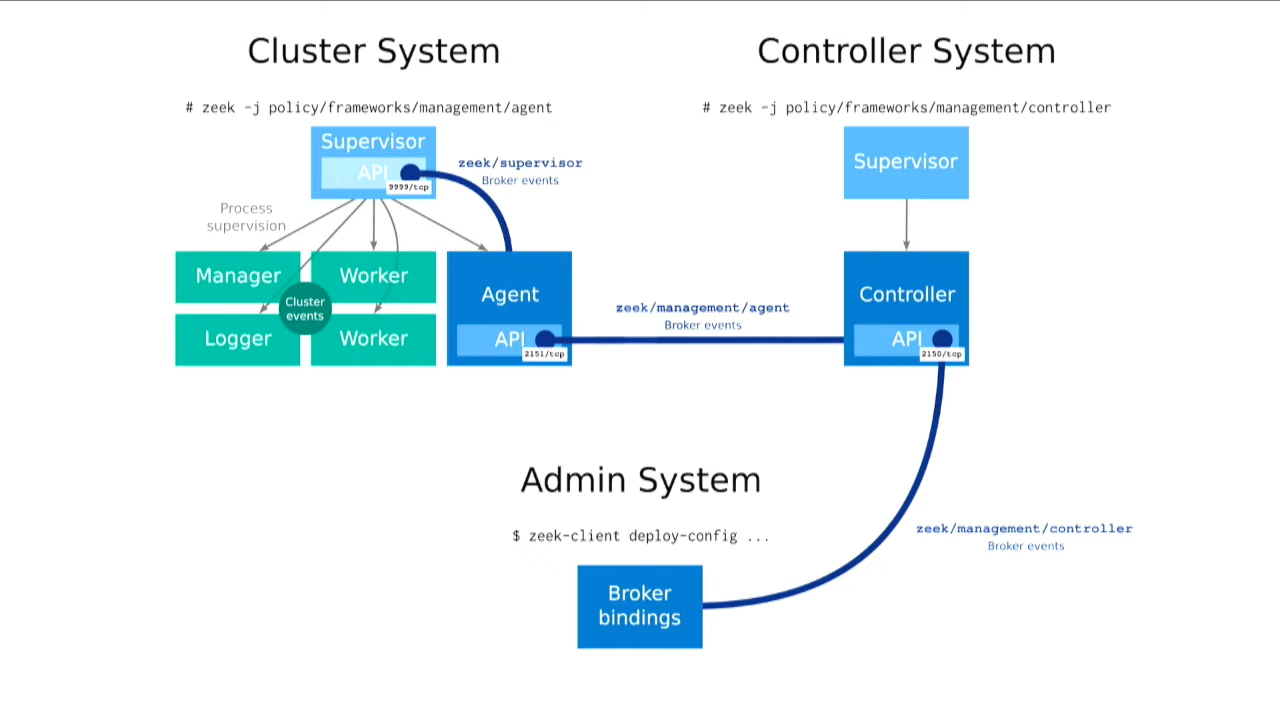 Cluster System
# zeek -j policy/frameworks/management/agent
Supervisor
API
9999/tcp
zeek/supervisor
Broker events
Process
supervision
Manager
Worker
Cluster
events
Logger
Worker
Agent
API
2151/tcp
zeek/management/agent
Broker events
Controller System
# zeek -j policy/frameworks/management/controller
Supervisor
Controller
API
2150/tcp
zeek/management/controller
Broker events
Admin System
$ zeek-client deploy-config ...
Broker
bindings